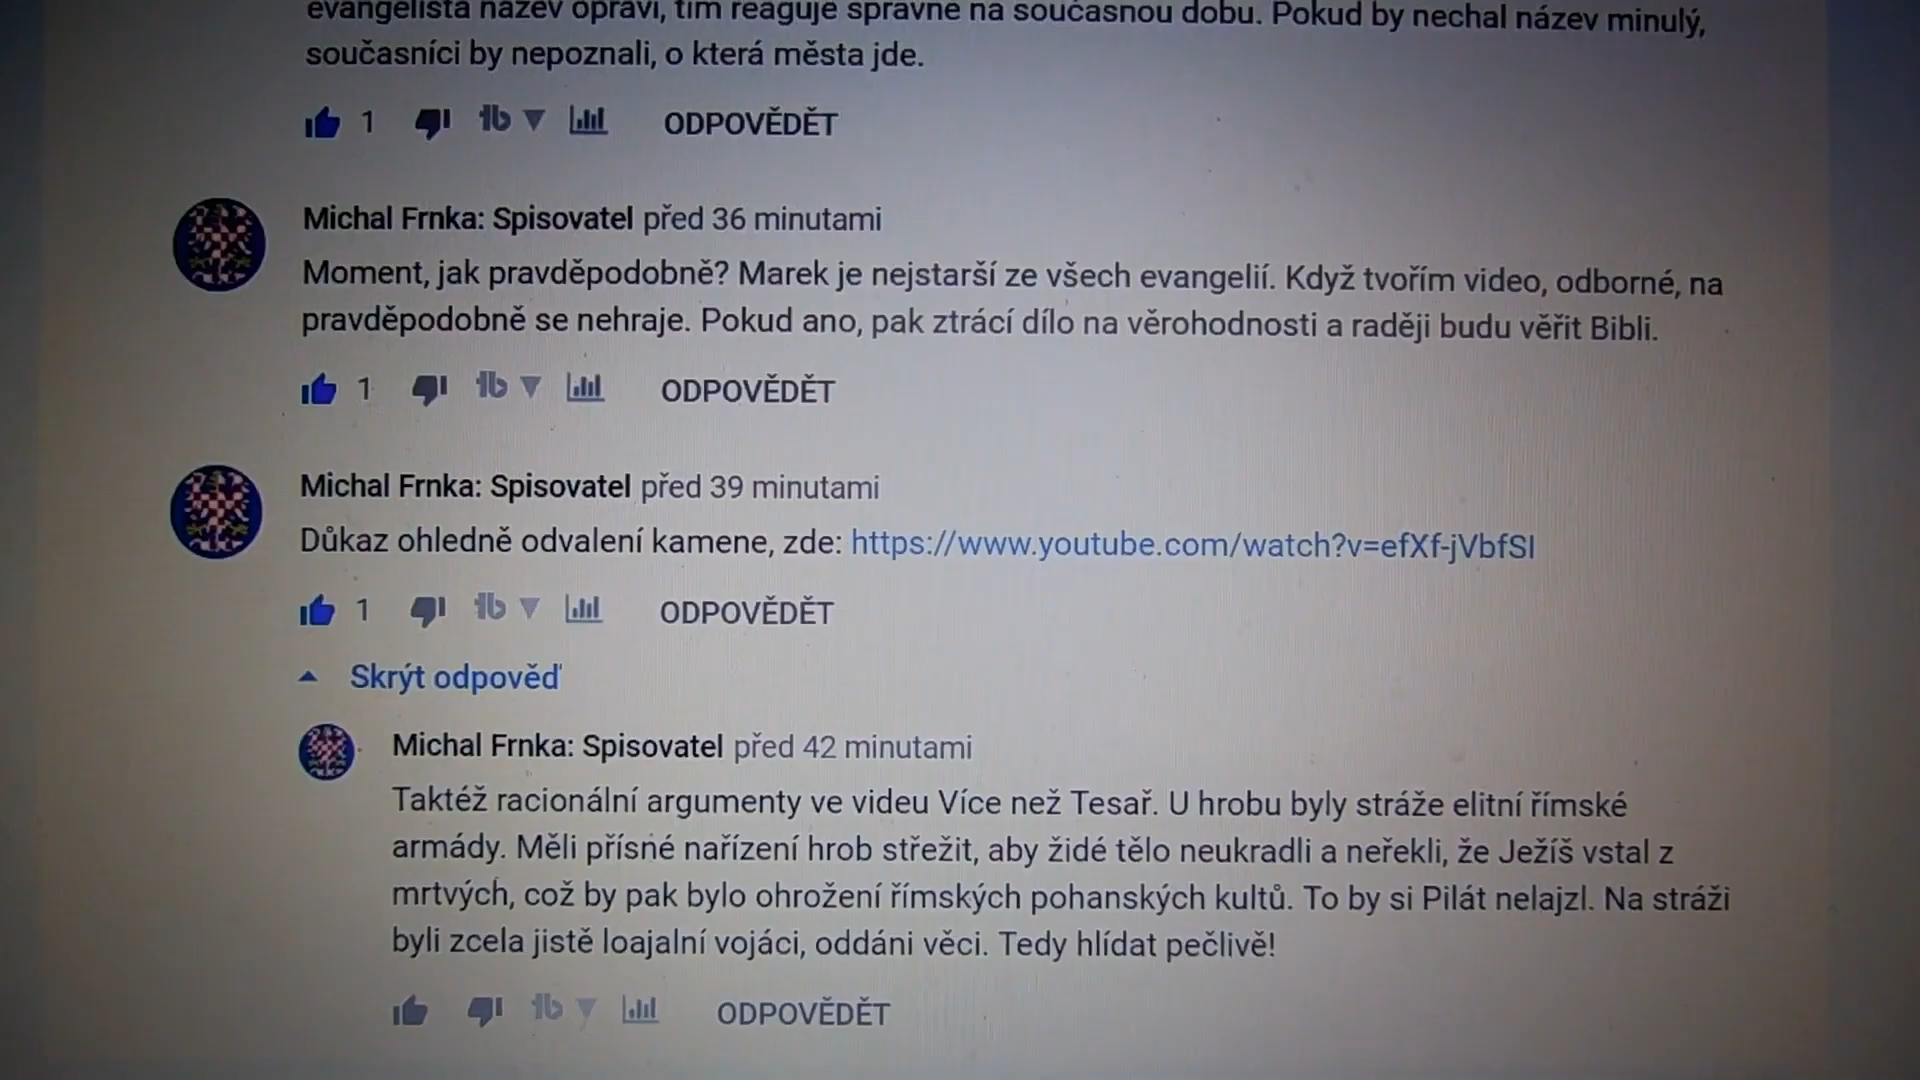 evangelista název opraví, tím reaguje správně na současnou dobu. Pokud by nechal název minulý,
současníci by nepoznali, o která města jde.
1 ODPOVĚDĚT
Michal Frnka: Spisovatel před 36 minutami
Moment, jak pravděpodobně? Marek je nejstarší ze všech evangelií. Když tvořím video, odborné, na
pravděpodobně se nehraje. Pokud ano, pak ztrácí dílo na věrohodnosti a raději budu věřit Bibli.
1 ODPOVĚDĚT
Michal Frnka: Spisovatel před 39 minutami
Důkaz ohledně odvalení kamene, zde: https://www.youtube.com/watch?v=efXf-jVbfSI
1 ODPOVĚDĚT
Skrýt odpověď
Michal Frnka: Spisovatel před 42 minutami
Taktéž racionální argumenty ve videu Více než Tesař. U hrobu byly stráže elitní římské
armády. Měli přísné nařízení hrob střežit, aby židé tělo neukradli a neřekli, že Ježíš vstal z
mrtvých, což by pak bylo ohrožení římských pohanských kultů. To by si Pilát nelajzl. Na stráži
byli zcela jistě loajalní vojáci, oddáni věci. Tedy hlídat pečlivě!
ODPOVĚDĚT